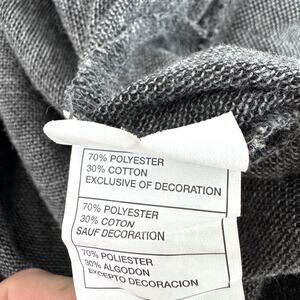 70% POLYESTER
30% COTTON
EXCLUSIVE OF DECORATION
70% POLYESTER
30% COTON
SAUF DECORATION
70% POLIESTER
30% ALGODON
EXCEPTO DECORACION